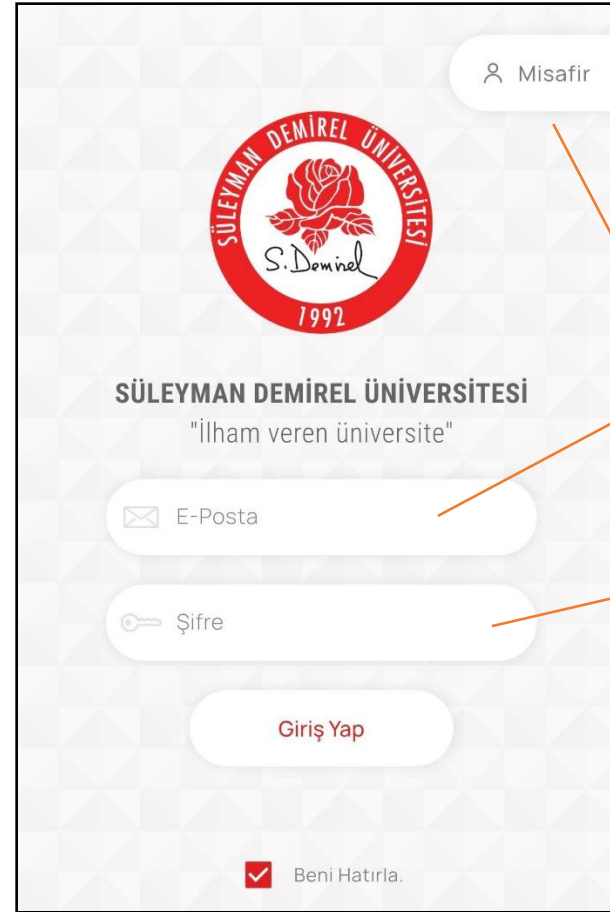 Misafir
SÜLEYMAN DEMİREL ÜNİVERSİTESİ
S. Demirel
1992
SÜLEYMAN DEMİREL ÜNİVERSİTESİ
"İlham veren üniversite"
E-Posta
Şifre
Giriş Yap
Beni Hatırla.